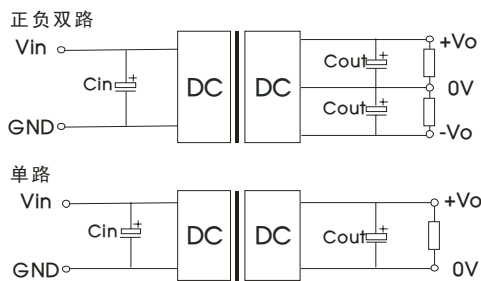 正负双路
Vin
+Vo
Cin
+
DC
DC
Cout
+
0V
Cout
+
GND
-Vo
单路
Vin
+Vo
Cin
+
DC
DC
Cout
+
GND
0V